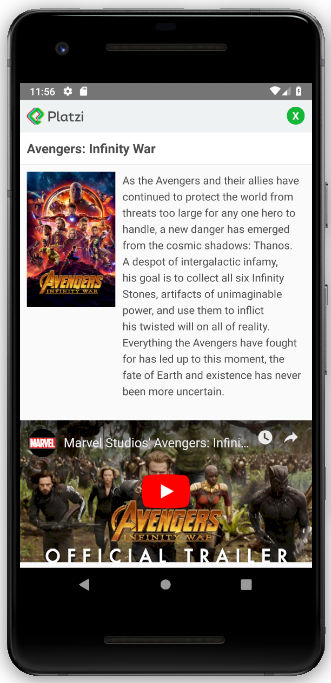 11:56
Platzi
X
Avengers: Infinity War
As the Avengers and their allies have
continued to protect the world from
threats too large for any one hero to
handle, a new danger has emerged
from the cosmic shadows: Thanos.
A despot of intergalactic infamy,
his goal is to collect all six Infinity
Stones, artifacts of unimaginable
power, and use them to inflict
his twisted will on all of reality.
Everything the Avengers have fought
for has led up to this moment, the
fate of Earth and existence has never
been more uncertain.
AVENGERS
INFINITY WAR
MARVEL
Marvel Studios' Avengers: Infini...
AVENGERS
INFINITY WAR
OFFICIAL TRAILER